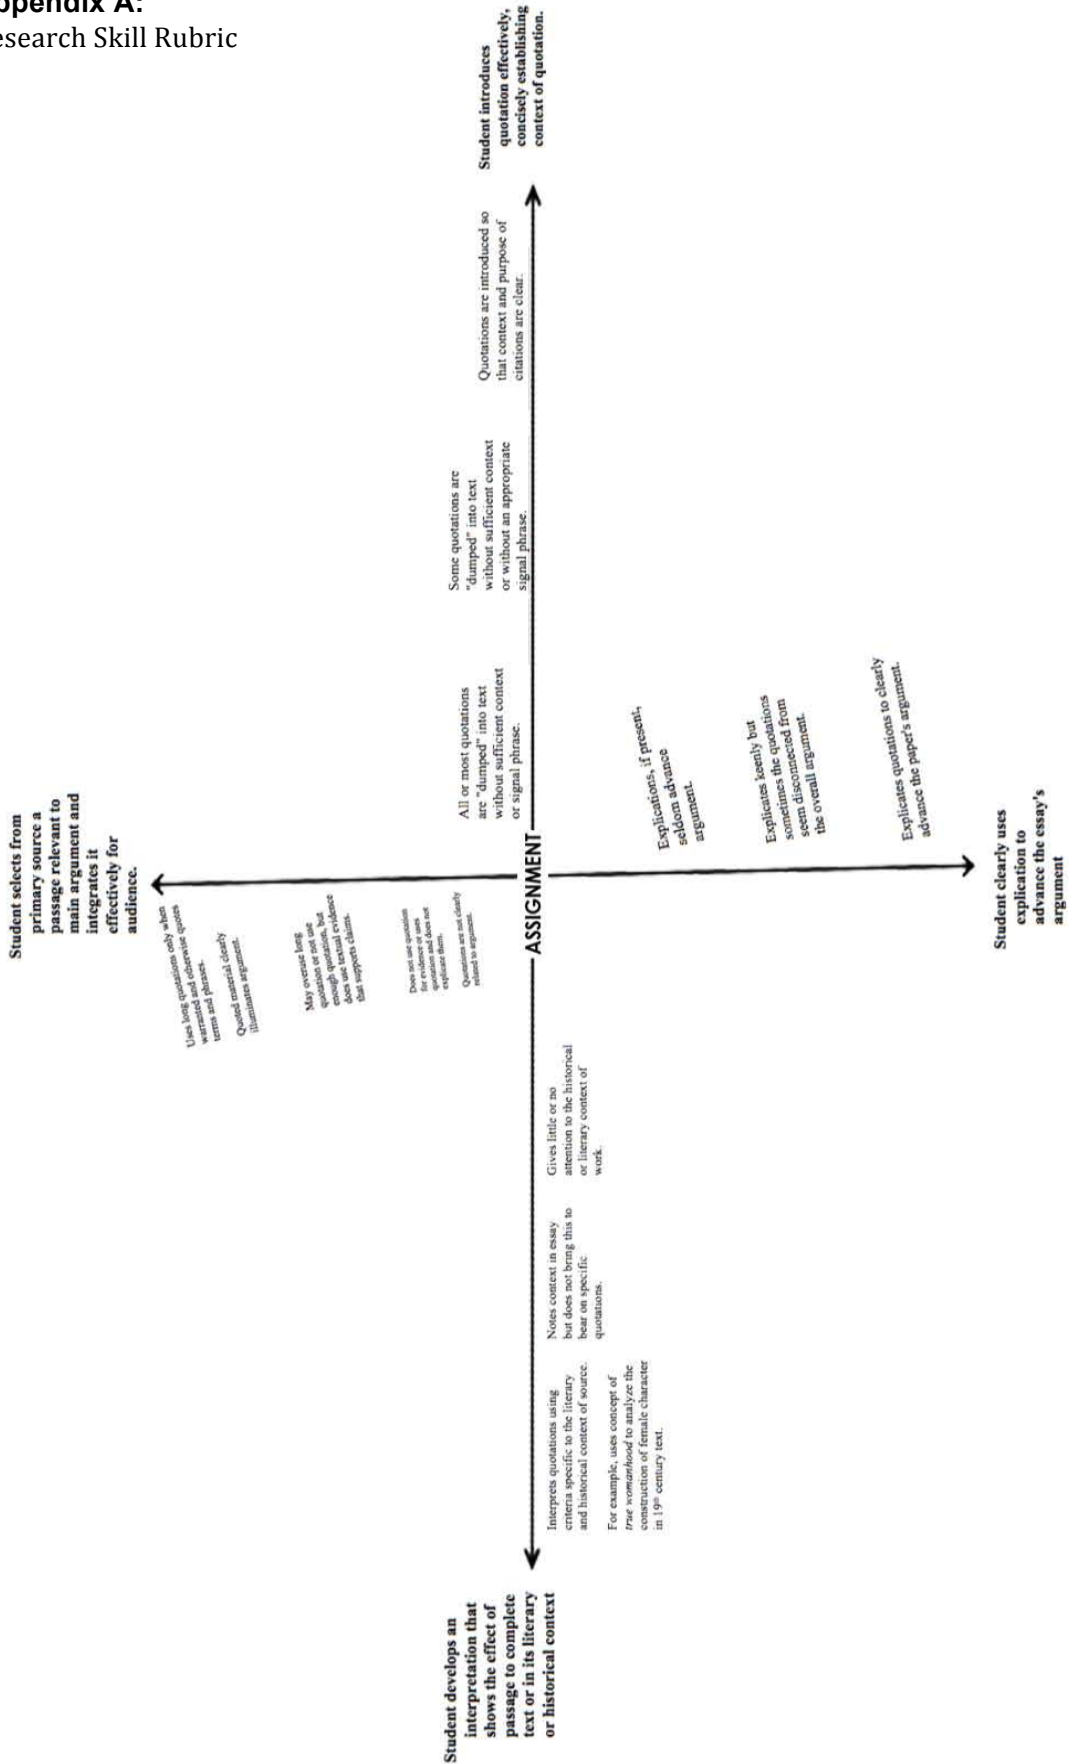 ppendix A:
esearch Skill Rubric
Student selects from
primary source a
passage relevant to
main argument and
integrates it
effectively for
audience.
Uses long quotations only when
warranted and otherwise quotes
terms and phrases.
Quoted material clearly
illuminates argument.
May overuse long
quotation or not use
enough quotation, but
does use textual evidence
that supports claims.
Does not use quotation
for evidence or uses
quotation and does not
explicate them.
Quotations are not clearly
related to argument.
Student develops an
interpretation that
shows the effect of
passage to complete
text or in its literary
or historical context
Interprets quotations using
criteria specific to the literary
and historical context of source.
For example, uses concept of
true womanhood to analyze the
construction of female character
in 19th century text.
Notes context in essay
but does not bring this to
bear on specific
quotations.
Gives little or no
attention to the historical
or literary context of
work.
ASSIGNMENT
All or most quotations
are "dumped" into text
without sufficient context
or signal phrase.
Some quotations are
"dumped" into text
without sufficient context
or without an appropriate
signal phrase.
Quotations are introduced so
that context and purpose of
citations are clear.
Student introduces
quotation effectively,
concisely establishing
context of quotation.
Explications, if present,
seldom advance
argument.
Explicates keenly but
sometimes the quotations
seem disconnected from
the overall argument.
Explicates quotations to clearly
advance the paper's argument.
Student clearly uses
explication to
advance the essay's
argument